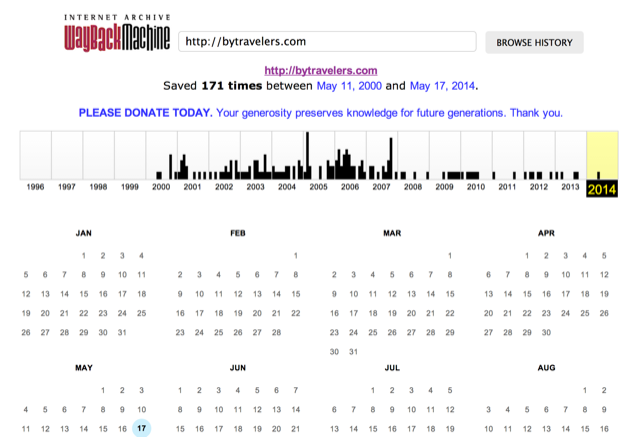 INTERNET ARCHIVE
WayBackMachine
http://bytravelers.com
BROWSE HISTORY
http://bytravelers.com
Saved 171 times between May 11, 2000 and May 17, 2014.
PLEASE DONATE TODAY. Your generosity preserves knowledge for future generations. Thank you.
1996 1997 1998 1999 2000 2001 2002 2003 2004 2005 2006 2007 2008 2009 2010 2011 2012 2013 2014
JAN FEB MAR APR
1 2 3 4 1 1 1 2 3 4 5
5 6 7 8 9 10 11 2 3 4 5 6 7 8 2 3 4 5 6 7 8 6 7 8 9 10 11 12
12 13 14 15 16 17 18 9 10 11 12 13 14 15 9 10 11 12 13 14 15 13 14 15 16 17 18 19
19 20 21 22 23 24 25 16 17 18 19 20 21 22 16 17 18 19 20 21 22 20 21 22 23 24 25 26
26 27 28 29 30 31 23 24 25 26 27 28 23 24 25 26 27 28 29 27 28 29 30
30 31
MAY JUN JUL AUG
1 2 3 1 2 3 4 5 6 7 1 2 3 4 5 1 2
4 5 6 7 8 9 10 8 9 10 11 12 13 14 6 7 8 9 10 11 12 3 4 5 6 7 8 9
11 12 13 14 15 16 17 15 16 17 18 19 20 21 13 14 15 16 17 18 19 10 11 12 13 14 15 16